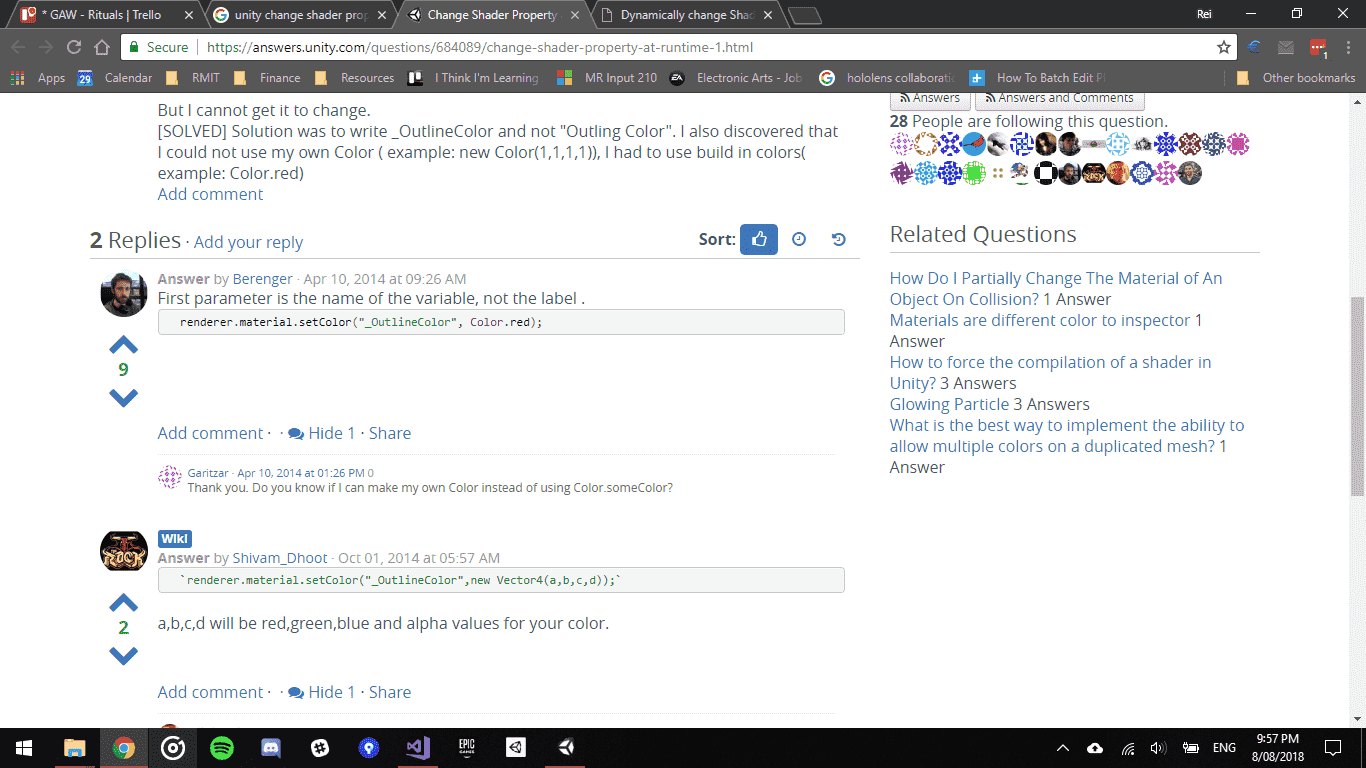 * GAW - Rituals | Trello
unity change shader prop
Change Shader Property
Dynamically change Shad
Rei
Secure
https://answers.unity.com/questions/684089/change-shader-property-at-runtime-1.html
Apps
29
Calendar
RMIT
Finance
Resources
I Think I'm Learning
MR Input 210
Electronic Arts - Job
hololens collaborati
How To Batch Edit P
Other bookmarks
1
But I cannot get it to change.
[SOLVED] Solution was to write _OutlineColor and not "Outling Color". I also discovered that
I could not use my own Color ( example: new Color(1,1,1,1)), I had to use build in colors(
example: Color.red)
Add comment
2 Replies · Add your reply
Sort:
Answer by Berenger · Apr 10, 2014 at 09:26 AM
First parameter is the name of the variable, not the label .
renderer.material.setColor("_OutlineColor", Color.red);
9
Add comment · · Hide 1 · Share
Garitzar · Apr 10, 2014 at 01:26 PM 0
Thank you. Do you know if I can make my own Color instead of using Color.someColor?
Wiki
Answer by Shivam_Dhoot · Oct 01, 2014 at 05:57 AM
ROCK
`renderer.material.setColor("_OutlineColor",new Vector4(a,b,c,d));`
2
a,b,c,d will be red,green,blue and alpha values for your color.
Add comment · · Hide 1 · Share
Answers
Answers and Comments
28 People are following this question.
Related Questions
How Do I Partially Change The Material of An
Object On Collision? 1 Answer
Materials are different color to inspector 1
Answer
How to force the compilation of a shader in
Unity? 3 Answers
Glowing Particle 3 Answers
What is the best way to implement the ability to
allow multiple colors on a duplicated mesh? 1
Answer
EPIC
GAMES
ENG
9:57 PM
8/08/2018